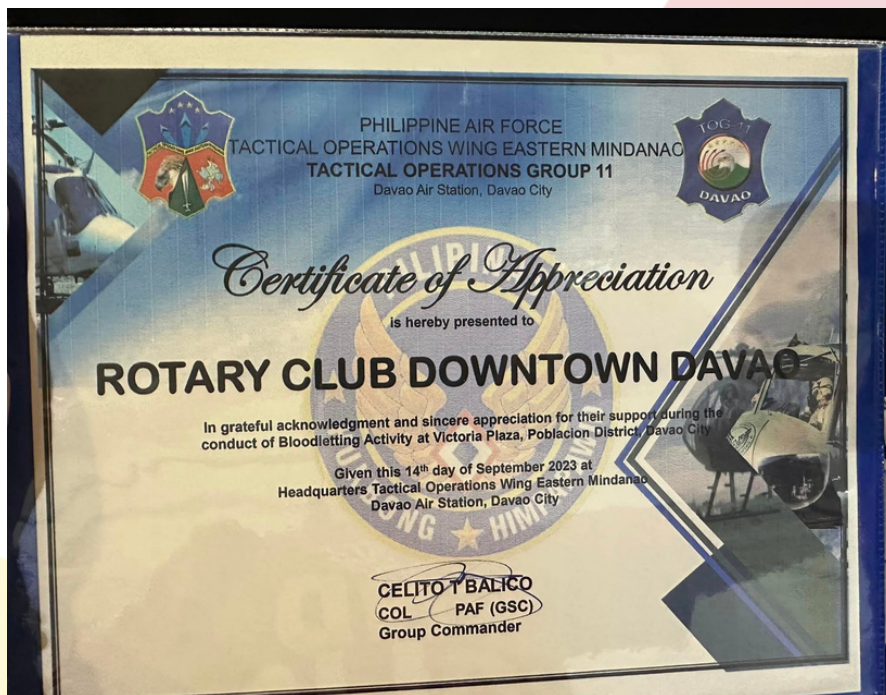 TOG-11
DAVAO
PHILIPPINE AIR FORCE
TACTICAL OPERATIONS WING EASTERN MINDANAO
TACTICAL OPERATIONS GROUP 11
Davao Air Station, Davao City
Certificate of Appreciation
is hereby presented to
ROTARY CLUB DOWNTOWN DAVAO
In grateful acknowledgment and sincere appreciation for their support during the
conduct of Bloodletting Activity at Victoria Plaza, Poblacion District, Davao City
Given this 14th day of September 2023 at
Headquarters Tactical Operations Wing Eastern Mindanao
Davao Air Station, Davao City
CELITO T BALICO
COL PAF (GSC)
Group Commander